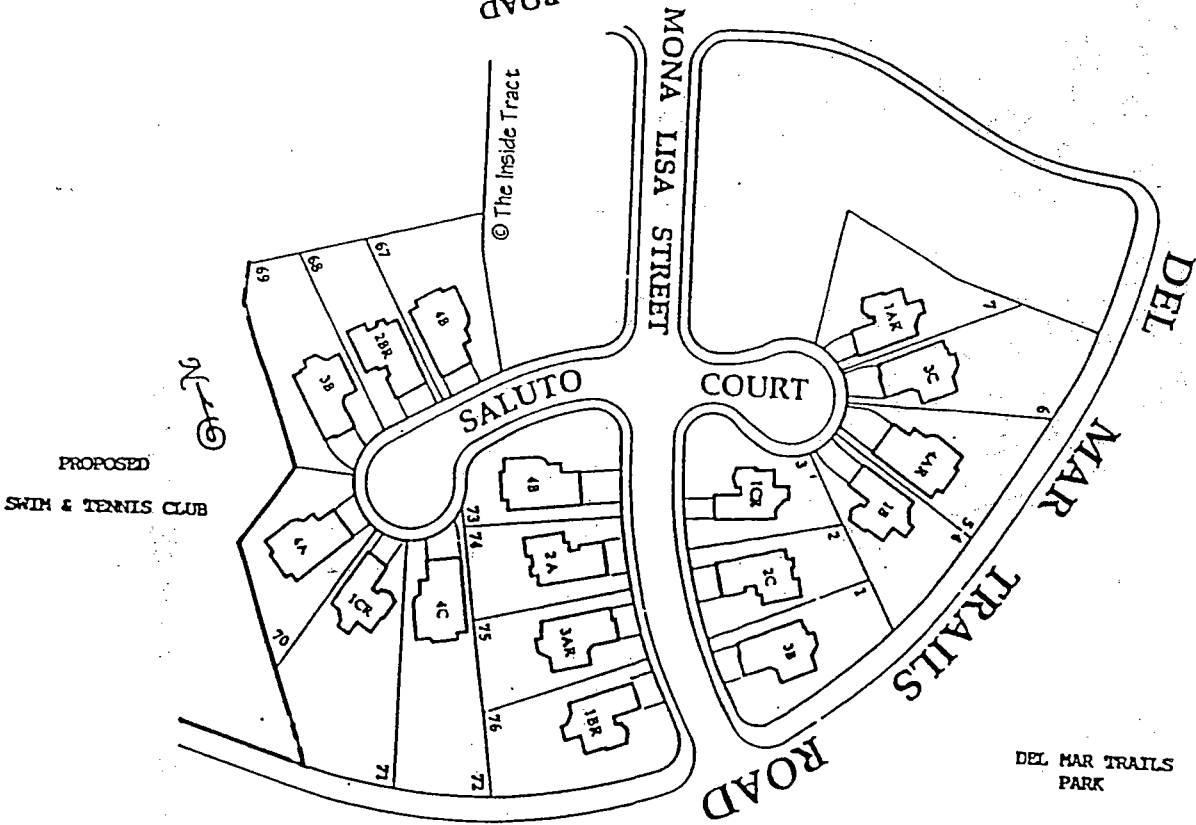 ROAD
MONA LISA STREET
© The Inside Tract
DEL MAR TRAILS ROAD
SALUTO COURT
N
PROPOSED
SWIM & TENNIS CLUB
DEL MAR TRAILS
PARK
67
68
69
70
71
72
73
74
75
76
1
2
3
4
5
6
7
4B
2BR
3B
4A
1CR
4C
4B
2A
3AR
1BR
1AR
3C
4AR
1B
1CR
2C
3B